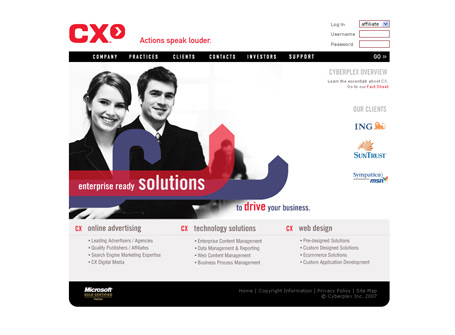 CX
Actions speak louder.
Log In
affiliate
Username
Password
COMPANY PRACTICES CLIENTS CONTACTS INVESTORS SUPPORT GO »
CYBERPLEX OVERVIEW
Learn the essentials about CX.
Go to our Fact Sheet
OUR CLIENTS
ING
SUNTRUST
Sympatico
msn
enterprise ready solutions
to drive your business.
CX online advertising
• Leading Advertisers / Agencies
• Quality Publishers / Affiliates
• Search Engine Marketing Expertise
• CX Digital Media
CX technology solutions
• Enterprise Content Management
• Data Management & Reporting
• Web Content Management
• Business Process Management
CX web design
• Pre-designed Solutions
• Custom Designed Solutions
• Ecommerce Solutions
• Custom Application Development
Microsoft
GOLD CERTIFIED
Partner
Home | Copyright Information | Privacy Policy | Site Map
© Cyberplex Inc. 2007